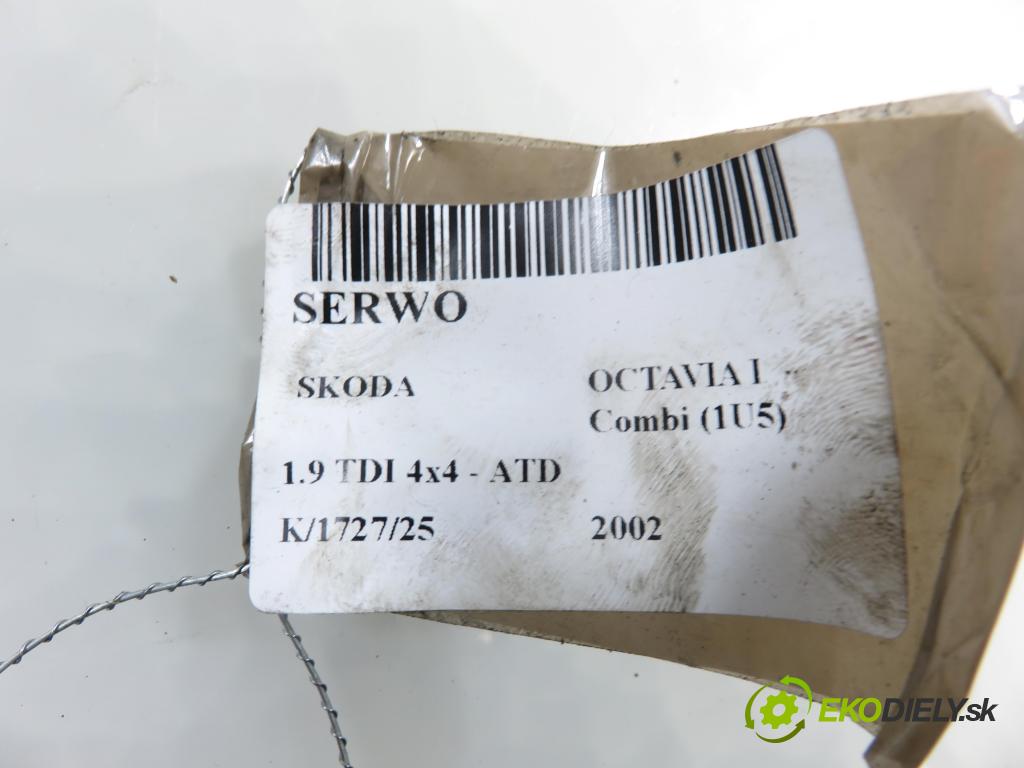 SERWO
SKODA OCTAVIA I
Combi (1U5)
1.9 TDI 4x4 - ATD
K/1727/25 2002
EKODIELY.sk